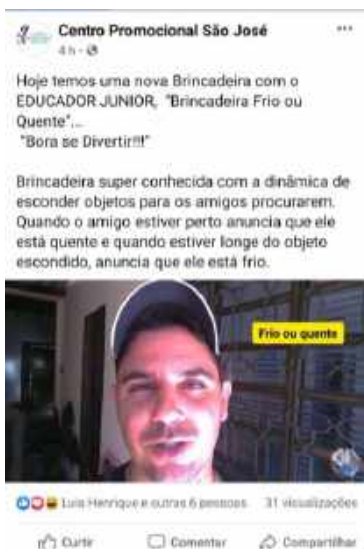 Centro Promocional São José
4 h ·
Hoje temos uma nova Brincadeira com o
EDUCADOR JUNIOR, "Brincadeira Frio ou
Quente"...
"Bora se Divertir!!!"
Brincadeira super conhecida com a dinâmica de
esconder objetos para os amigos procurarem.
Quando o amigo estiver perto anuncia que ele
está quente e quando estiver longe do objeto
escondido, anuncia que ele está frio.
Frio ou quente
Luis Henrique e outras 6 pessoas 31 visualizações
Curtir Comentar Compartilhar